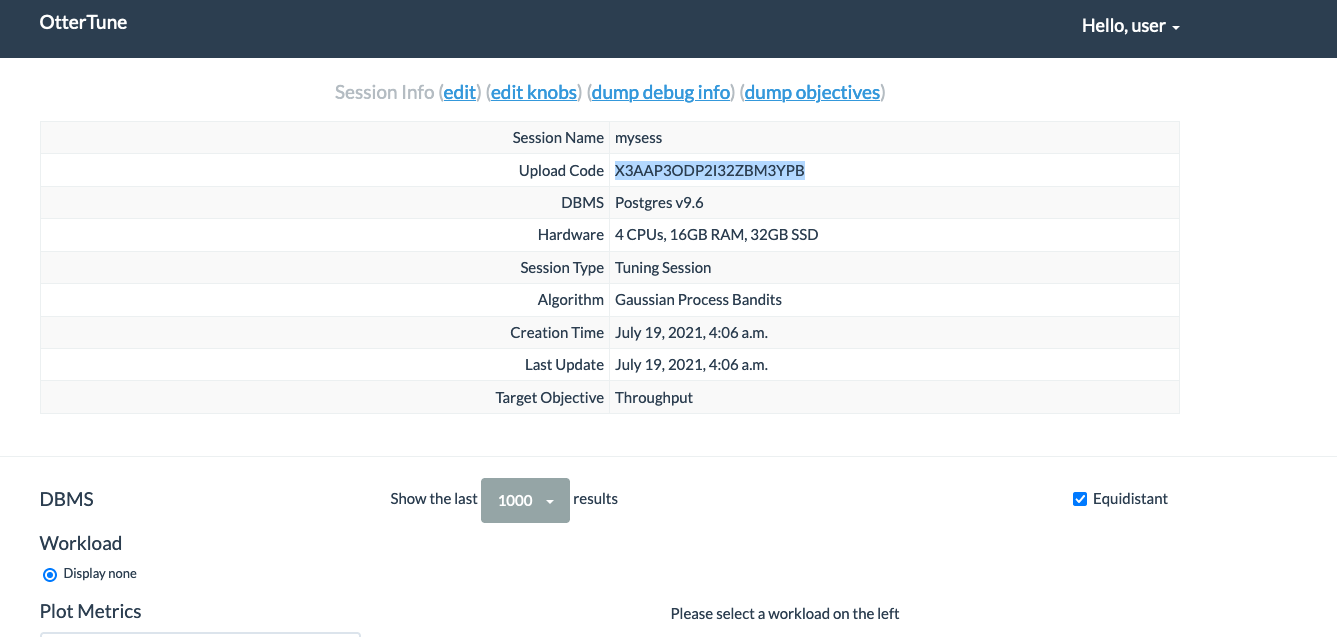 OtterTune
Hello, user
Session Info (edit) (edit knobs) (dump debug info) (dump objectives)
Session Name mysess
Upload Code X3AAP3ODP2I32ZBM3YPB
DBMS Postgres v9.6
Hardware 4 CPUs, 16GB RAM, 32GB SSD
Session Type Tuning Session
Algorithm Gaussian Process Bandits
Creation Time July 19, 2021, 4:06 a.m.
Last Update July 19, 2021, 4:06 a.m.
Target Objective Throughput
DBMS
Show the last 1000 results
Equidistant
Workload
Display none
Plot Metrics
Please select a workload on the left